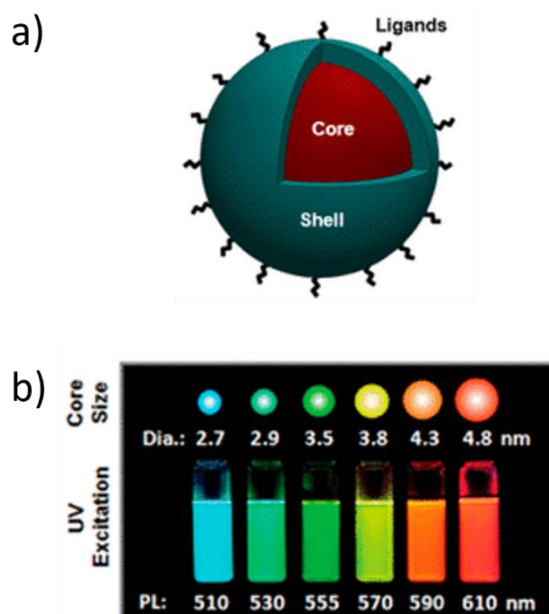 a)
Ligands
Core
Shell
b)
Core
Size
Dia.: 2.7 2.9 3.5 3.8 4.3 4.8 nm
UV
Excitation
PL: 510 530 555 570 590 610 nm